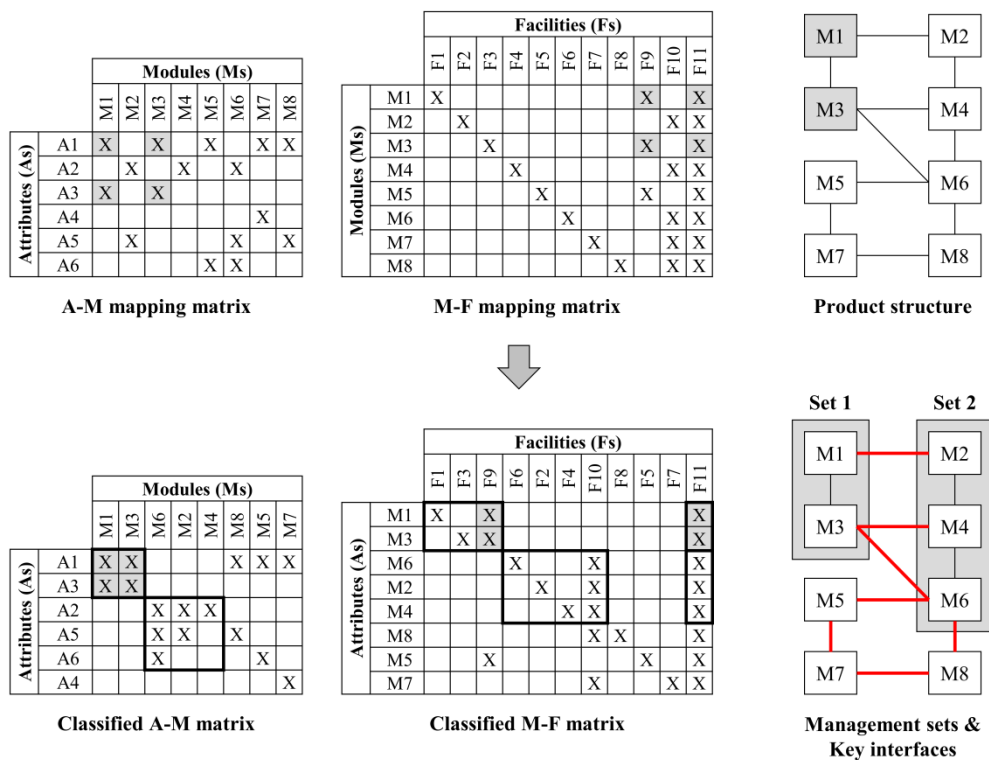 Modules (Ms)
M1 M2 M3 M4 M5 M6 M7 M8
Attributes (As)
A1 X X X X X
A2 X X X
A3 X X
A4 X
A5 X X X
A6 X X
A-M mapping matrix
Facilities (Fs)
F1 F2 F3 F4 F5 F6 F7 F8 F9 F10 F11
Modules (Ms)
M1 X X X
M2 X X X
M3 X X X
M4 X X X
M5 X X X
M6 X X X
M7 X X X
M8 X X X
M-F mapping matrix
M1 M2
M3 M4
M5 M6
M7 M8
Product structure
Modules (Ms)
M1 M3 M6 M2 M4 M8 M5 M7
Attributes (As)
A1 X X X X X
A3 X X
A2 X X X
A5 X X X
A6 X X
A4 X
Classified A-M matrix
Facilities (Fs)
F1 F3 F9 F6 F2 F4 F10 F8 F5 F7 F11
Attributes (As)
M1 X X X
M3 X X X
M6 X X X
M2 X X X
M4 X X X
M8 X X X
M5 X X X
M7 X X X
Classified M-F matrix
Set 1 Set 2
M1 M2
M3 M4
M5 M6
M7 M8
Management sets &
Key interfaces